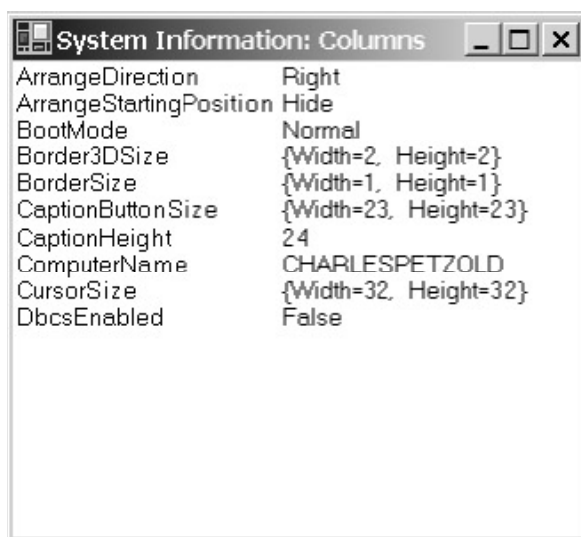 System Information: Columns
ArrangeDirection Right
ArrangeStartingPosition Hide
BootMode Normal
Border3DSize {Width=2, Height=2}
BorderSize {Width=1, Height=1}
CaptionButtonSize {Width=23, Height=23}
CaptionHeight 24
ComputerName CHARLESPETZOLD
CursorSize {Width=32, Height=32}
DbcsEnabled False